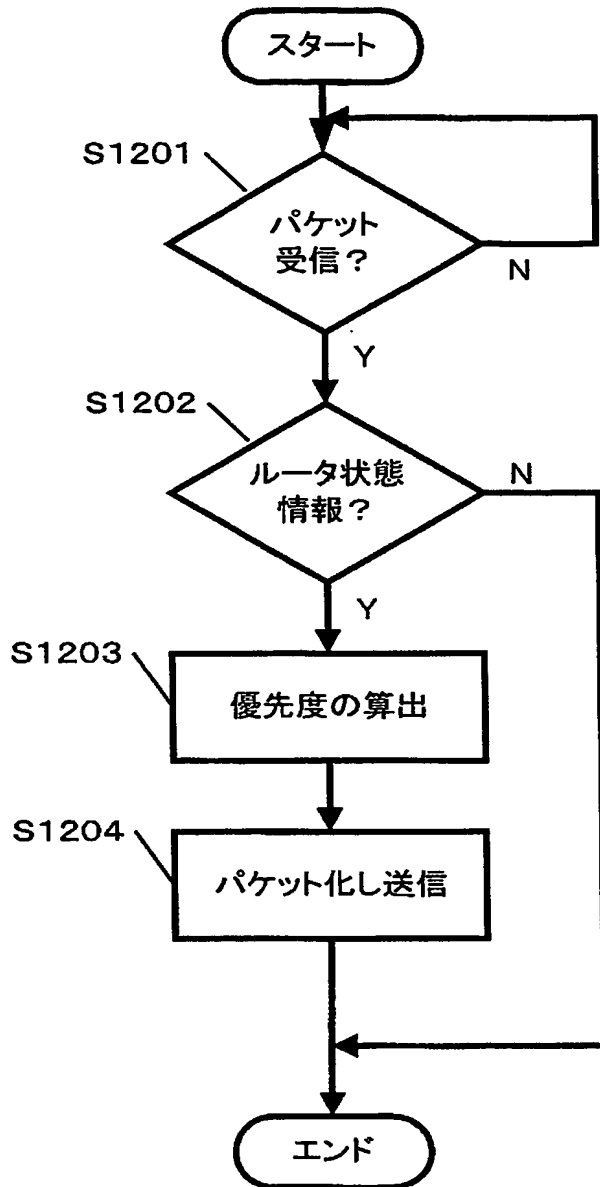 スタート
S1201
パケット
受信？
N
Y
S1202
ルータ状態
情報？
N
Y
S1203
優先度の算出
S1204
パケット化し送信
エンド